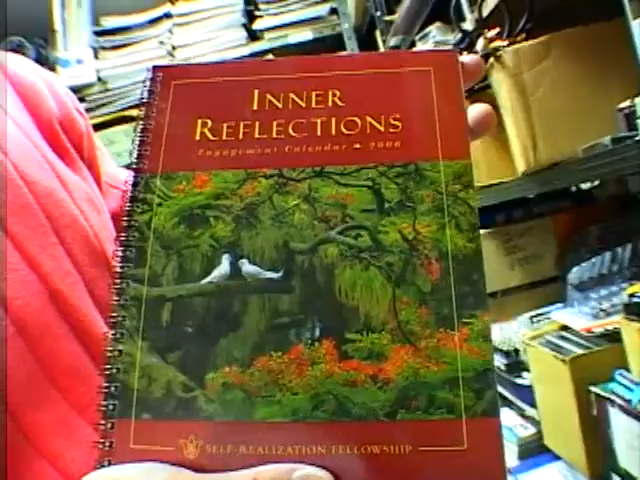 INNER
REFLECTIONS
Engagement Calendar ❧ 2006
SELF-REALIZATION FELLOWSHIP